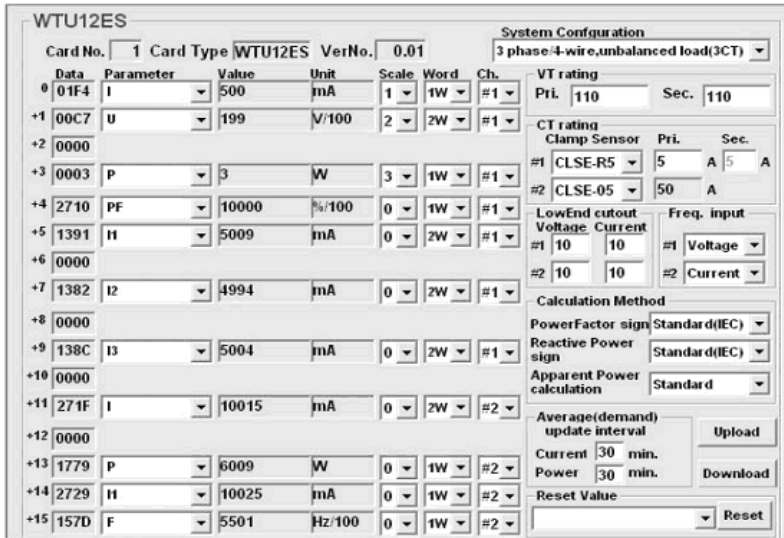 WTU12ES
Card No. 1 Card Type WTU12ES VerNo. 0.01
System Confguration
3 phase/4-wire,unbalanced load(3CT)
Data Parameter Value Unit Scale Word Ch.
0 01F4 I 500 mA 1 1W #1
+1 00C7 U 199 V/100 2 2W #1
+2 0000
+3 0003 P 3 W 3 1W #1
+4 2710 PF 10000 %/100 0 1W #1
+5 1391 I1 5009 mA 0 2W #1
+6 0000
+7 1382 I2 4994 mA 0 2W #1
+8 0000
+9 138C I3 5004 mA 0 2W #1
+10 0000
+11 271F I 10015 mA 0 2W #2
+12 0000
+13 1779 P 6009 W 0 1W #2
+14 2729 I1 10025 mA 0 1W #2
+15 157D F 5501 Hz/100 0 1W #2
VT rating
Pri. 110 Sec. 110
CT rating
Clamp Sensor Pri. Sec.
#1 CLSE-R5 5 A 5 A
#2 CLSE-05 50 A
LowEnd cutout
Voltage Current
#1 10 10
#2 10 10
Freq. input
#1 Voltage
#2 Current
Calculation Method
PowerFactor sign Standard(IEC)
Reactive Power
sign Standard(IEC)
Apparent Power
calculation Standard
Average(demand)
update interval
Current 30 min.
Power 30 min.
Upload
Download
Reset Value
Reset